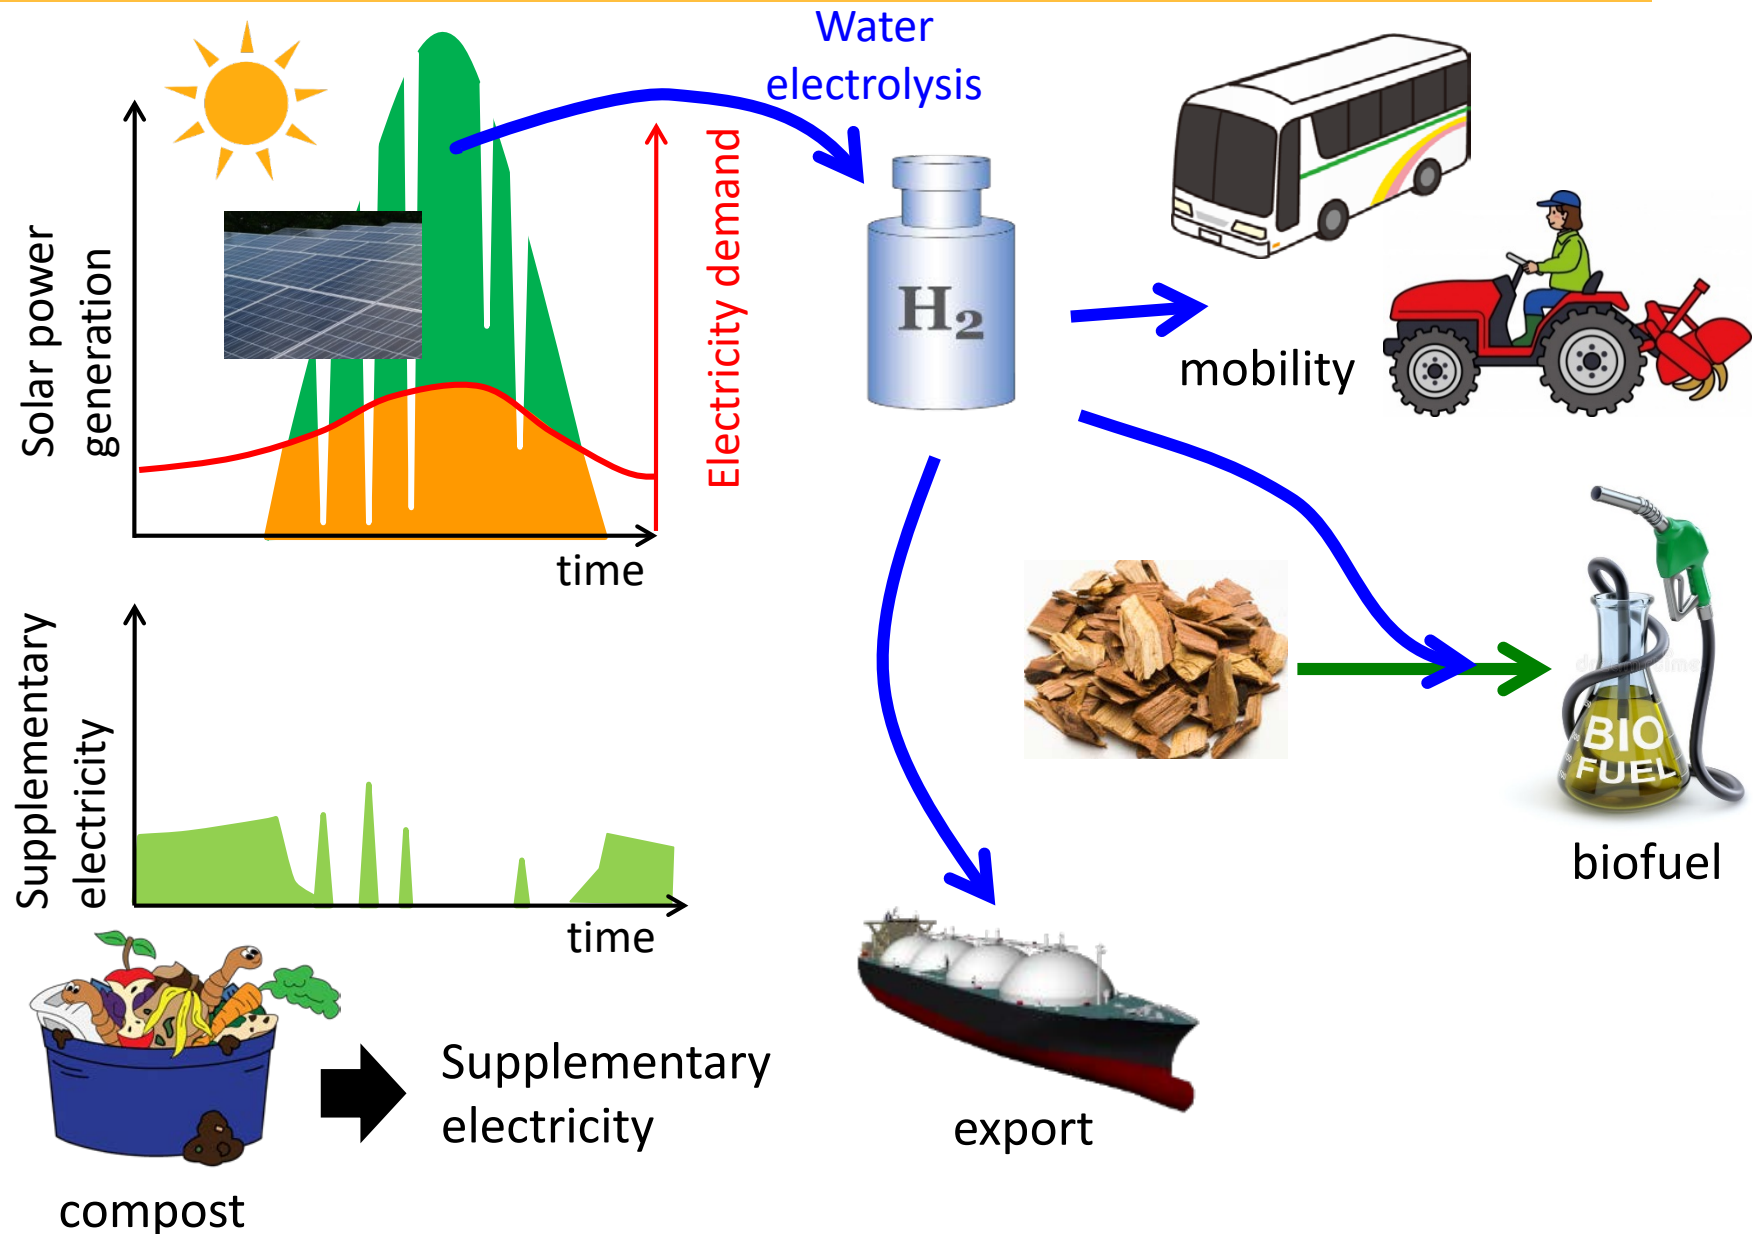 Water
electrolysis
Solar power
generation
Electricity demand
time
H₂
mobility
Supplementary
electricity
time
BIO
FUEL
biofuel
Supplementary
electricity
export
compost